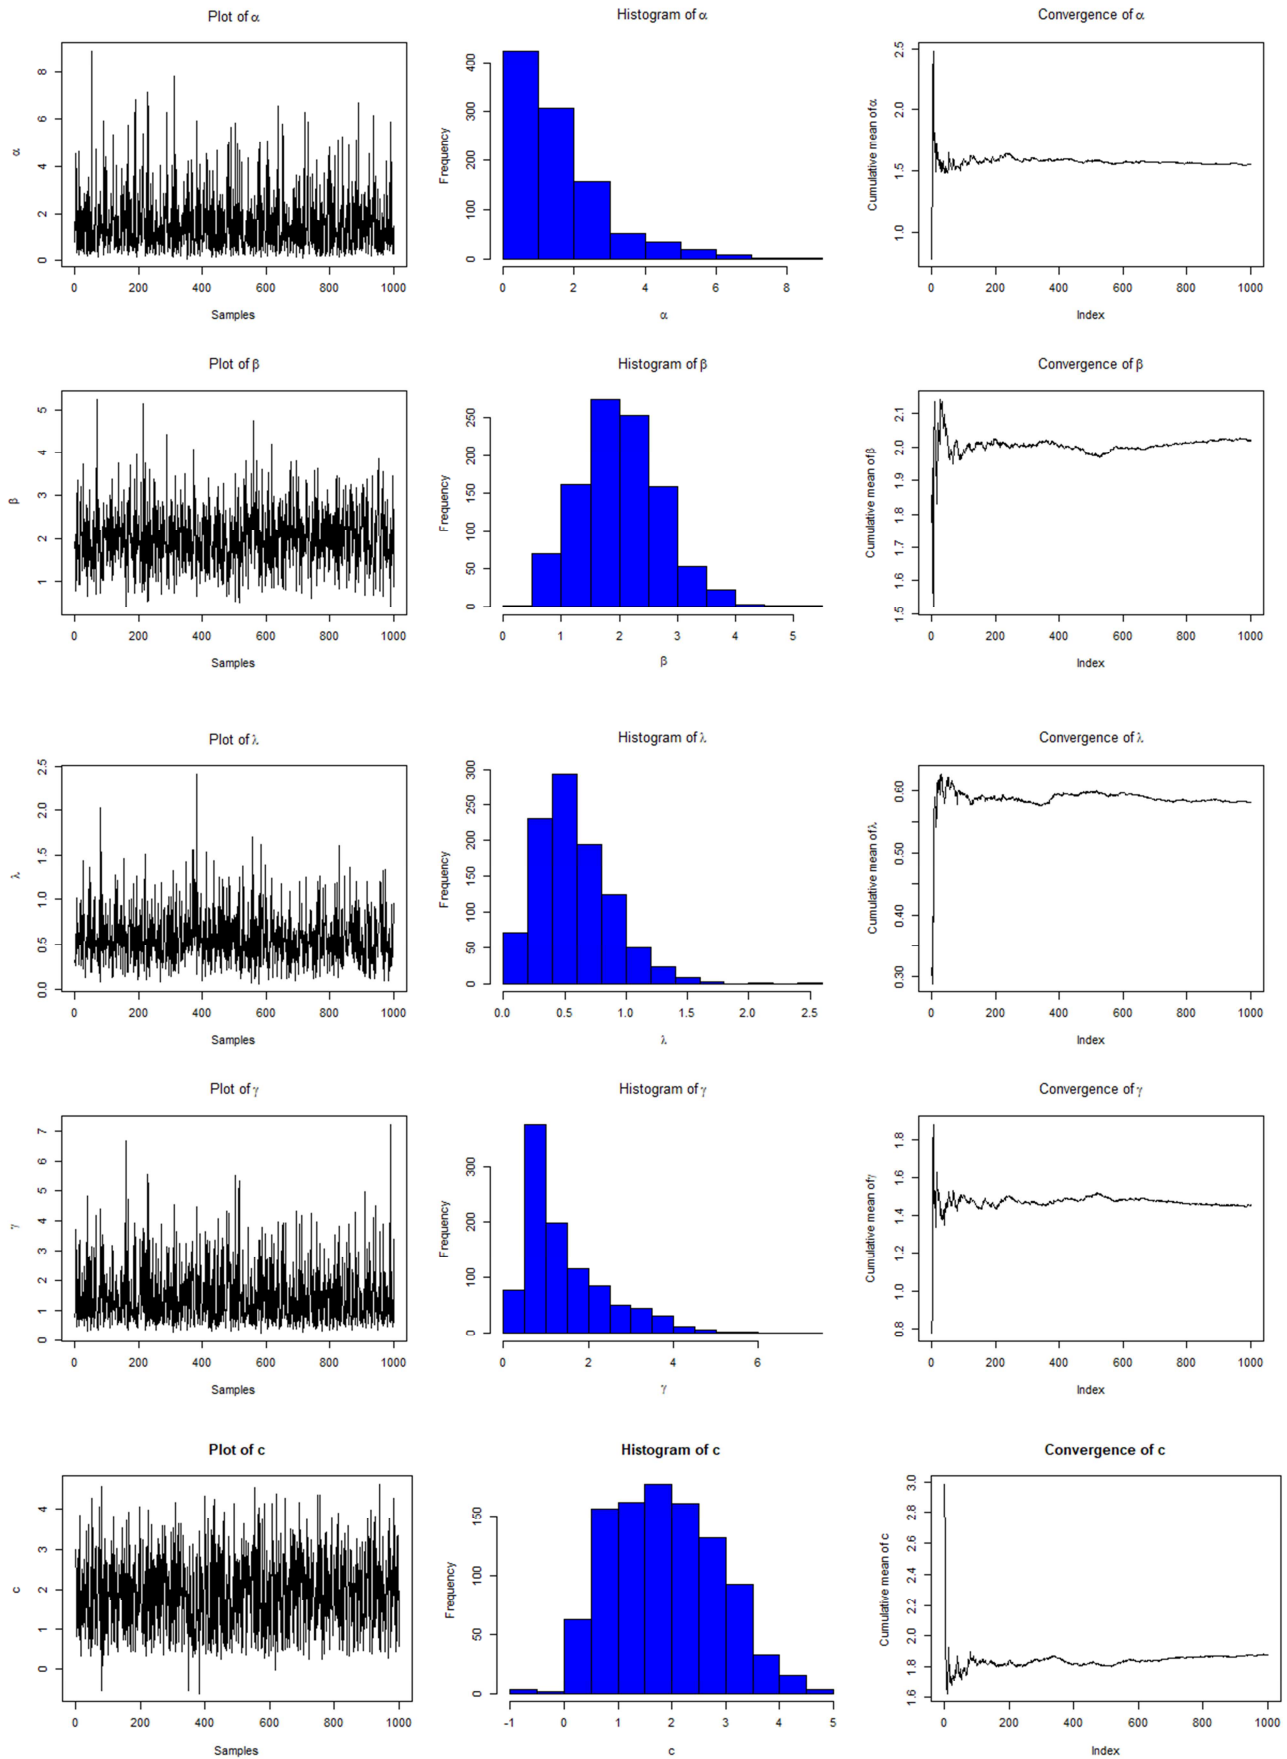 Plot of α
Histogram of α
Convergence of α
α
0 2 4 6 8
0 200 400 600 800 1000
Samples
Frequency
0 100 200 300 400
0 2 4 6 8
α
Cumulative mean of α
1.0 1.5 2.0 2.5
0 200 400 600 800 1000
Index
Plot of β
Histogram of β
Convergence of β
β
1 2 3 4 5
0 200 400 600 800 1000
Samples
Frequency
0 50 100 150 200 250
0 1 2 3 4 5
β
Cumulative mean of β
1.5 1.6 1.7 1.8 1.9 2.0 2.1
0 200 400 600 800 1000
Index
Plot of λ
Histogram of λ
Convergence of λ
λ
0.0 0.5 1.0 1.5 2.0 2.5
0 200 400 600 800 1000
Samples
Frequency
0 50 100 150 200 250 300
0.0 0.5 1.0 1.5 2.0 2.5
λ
Cumulative mean of λ
0.30 0.40 0.50 0.60
0 200 400 600 800 1000
Index
Plot of γ
Histogram of γ
Convergence of γ
γ
0 1 2 3 4 5 6 7
0 200 400 600 800 1000
Samples
Frequency
0 100 200 300
0 2 4 6
γ
Cumulative mean of γ
0.8 1.0 1.2 1.4 1.6 1.8
0 200 400 600 800 1000
Index
Plot of c
Histogram of c
Convergence of c
c
0 1 2 3 4
0 200 400 600 800 1000
Samples
Frequency
0 50 100 150
-1 0 1 2 3 4 5
c
Cumulative mean of c
1.6 1.8 2.0 2.2 2.4 2.6 2.8 3.0
0 200 400 600 800 1000
Index